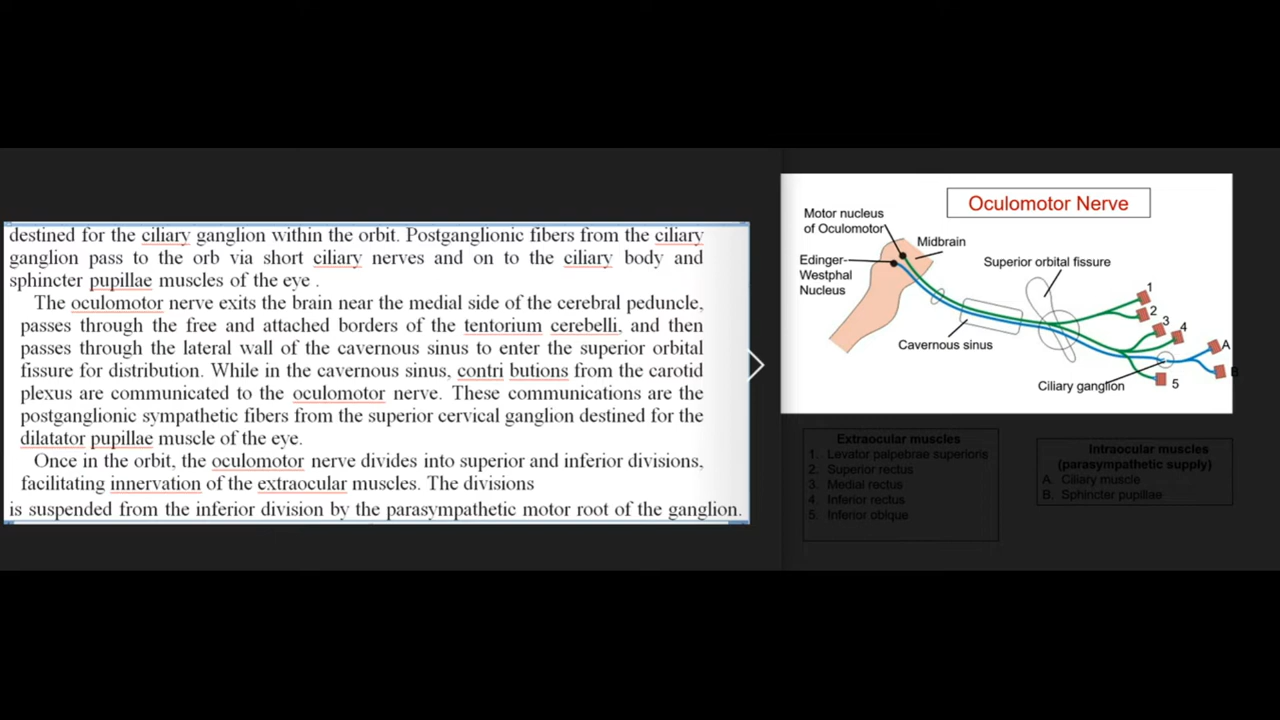 destined for the ciliary ganglion within the orbit. Postganglionic fibers from the ciliary
ganglion pass to the orb via short ciliary nerves and on to the ciliary body and
sphincter pupillae muscles of the eye .
The oculomotor nerve exits the brain near the medial side of the cerebral peduncle,
passes through the free and attached borders of the tentorium cerebelli, and then
passes through the lateral wall of the cavernous sinus to enter the superior orbital
fissure for distribution. While in the cavernous sinus, contri butions from the carotid
plexus are communicated to the oculomotor nerve. These communications are the
postganglionic sympathetic fibers from the superior cervical ganglion destined for the
dilatator pupillae muscle of the eye.
Once in the orbit, the oculomotor nerve divides into superior and inferior divisions,
facilitating innervation of the extraocular muscles. The divisions
is suspended from the inferior division by the parasympathetic motor root of the ganglion.
Oculomotor Nerve
Motor nucleus
of Oculomotor
Midbrain
Edinger-
Westphal
Nucleus
Superior orbital fissure
Cavernous sinus
Ciliary ganglion
1
2
3
4
5
A
B
Extraocular muscles
1. Levator palpebrae superioris
2. Superior rectus
3. Medial rectus
4. Inferior rectus
5. Inferior oblique
Intraocular muscles
(parasympathetic supply)
A. Ciliary muscle
B. Sphincter pupillae